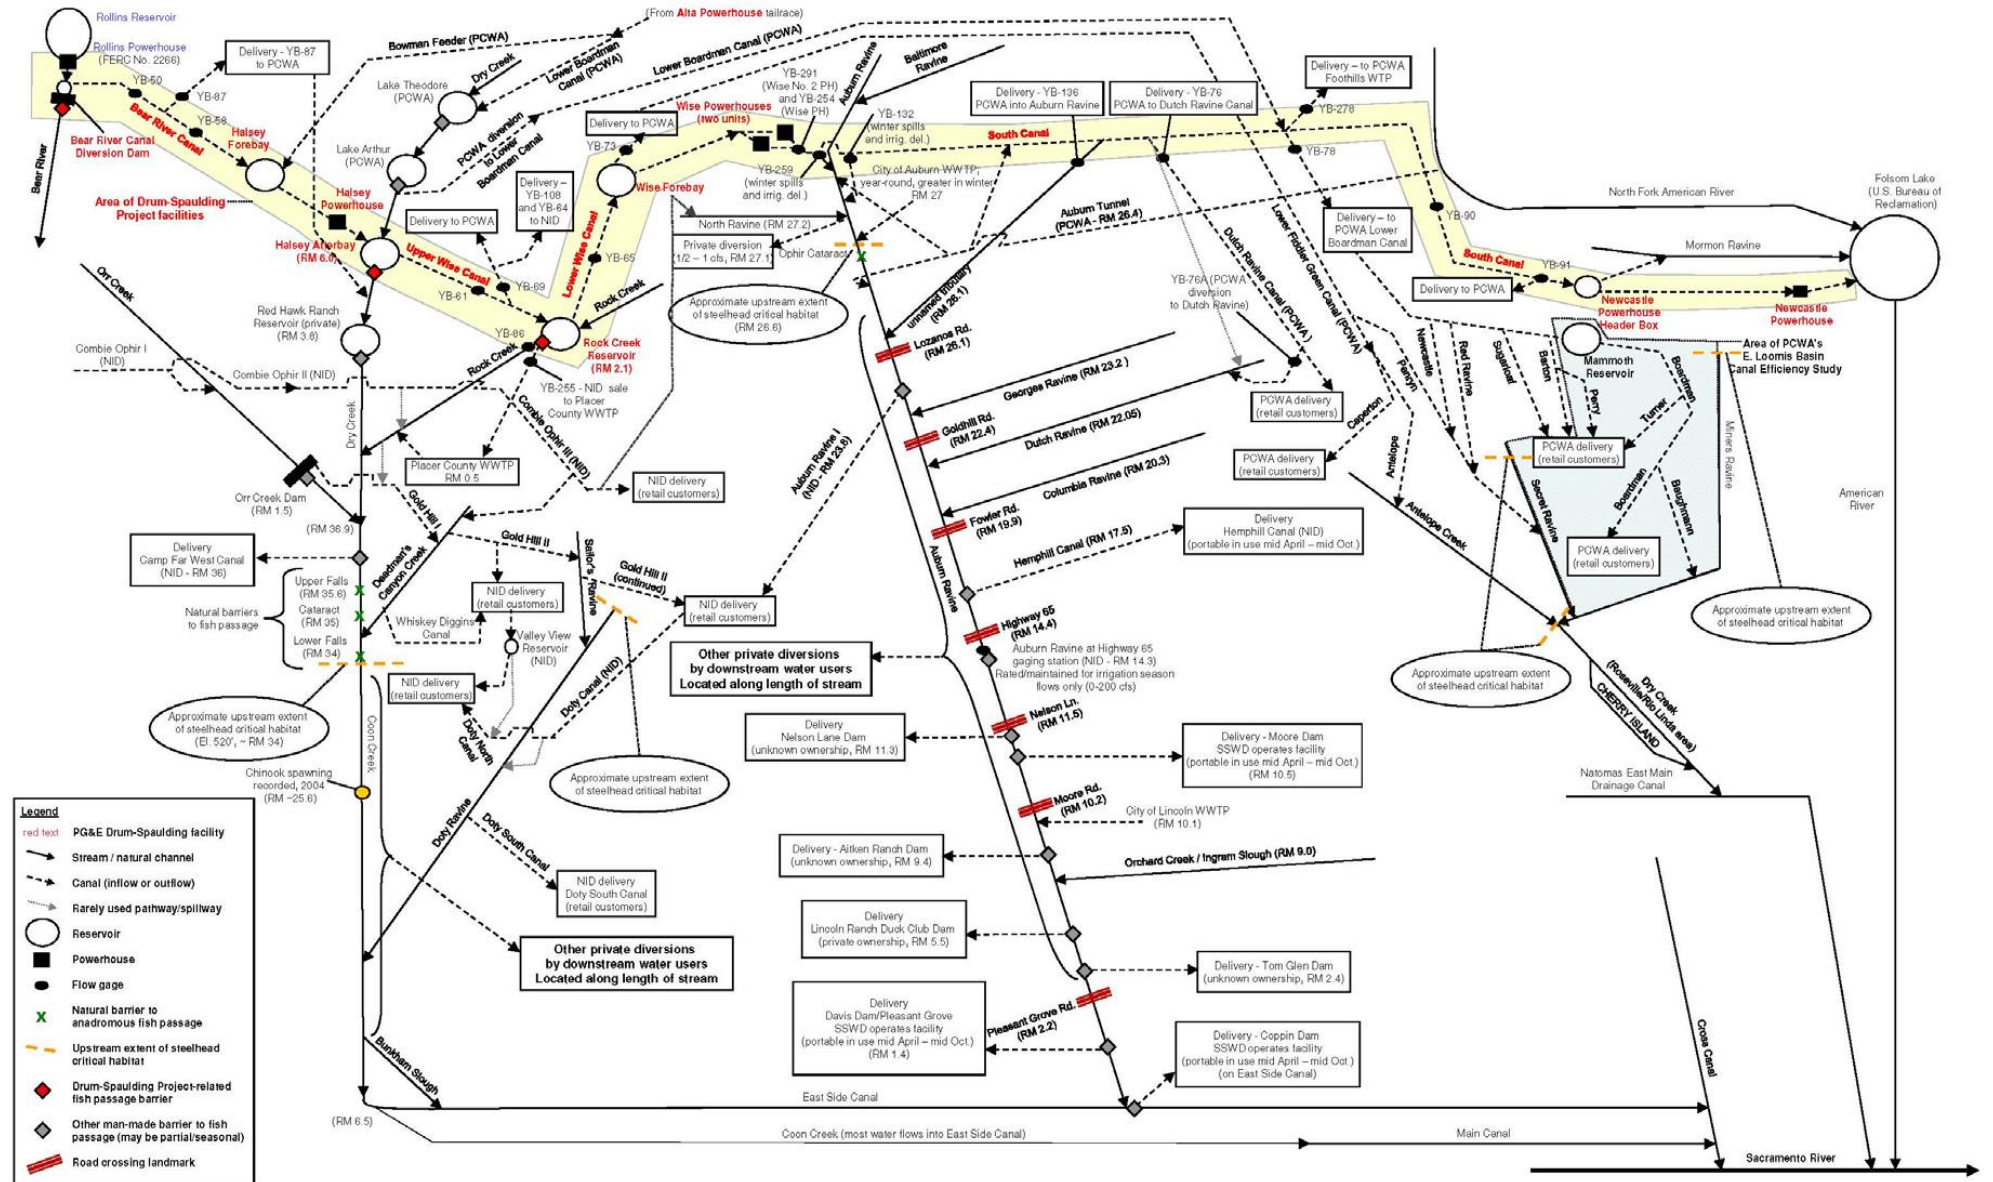 Rollins Reservoir
Rollins Powerhouse
(FERC No. 2266)
Delivery - YB-87
to PCWA
YB-50
YB-87
YB-58
Bear River Canal
Bear River Canal
Diversion Dam
Bear River
Halsey
Forebay
Area of Drum-Spaulding
Project facilities
Bowman Feeder (PCWA)
(From Alta Powerhouse tailrace)
Lower Boardman
Canal (PCWA)
Lower Boardman Canal (PCWA)
Dry Creek
Lake Theodore
(PCWA)
Lake Arthur
(PCWA)
PCWA diversion
to Lower
Boardman Canal
Halsey
Powerhouse
Halsey Afterbay
(RM 6.0)
Delivery to PCWA
Delivery –
YB-108
and YB-64
to NID
Upper Wise Canal
YB-61
YB-69
YB-86
Lower Wise Canal
YB-65
YB-73
Delivery to PCWA
Wise Forebay
Wise Powerhouses
(two units)
YB-291
(Wise No. 2 PH)
and YB-254
(Wise PH)
Auburn Ravine
Baltimore
Ravine
YB-132
(winter spills
and irrig. del.)
YB-259
(winter spills
and irrig. del.)
City of Auburn WWTP,
year-round, greater in winter
RM 27
Delivery - YB-136
PCWA into Auburn Ravine
Delivery - YB-76
PCWA to Dutch Ravine Canal
South Canal
Delivery – to PCWA
Foothills WTP
YB-278
YB-78
North Fork American River
Folsom Lake
(U.S. Bureau of
Reclamation)
Mormon Ravine
YB-90
South Canal
YB-91
Delivery to PCWA
Newcastle
Powerhouse
Header Box
Newcastle
Powerhouse
Delivery – to
PCWA Lower
Boardman Canal
North Ravine (RM 27.2)
Private diversion
(1/2 – 1 cfs, RM 27.1)
Ophir Cataract
Auburn Tunnel
(PCWA - RM 26.4)
Approximate upstream extent
of steelhead critical habitat
(RM 26.6)
unnamed tributary
(RM 26.1)
Lozanos Rd.
(RM 26.1)
YB-76A (PCWA
diversion
to Dutch Ravine)
Dutch Ravine Canal (PCWA)
Lower Fiddler Green Canal (PCWA)
Rock Creek
Rock Creek
Reservoir
(RM 2.1)
Rock Creek
YB-255 - NID sale
to Placer
County WWTP
Orr Creek
Red Hawk Ranch
Reservoir (private)
(RM 3.8)
Combie Ophir I
(NID)
Combie Ophir II (NID)
Combie Ophir III (NID)
Dry Creek
Placer County WWTP
RM 0.5
Orr Creek Dam
(RM 1.5)
(RM 36.9)
Gold Hill I
NID delivery
(retail customers)
Delivery
Camp Far West Canal
(NID - RM 36)
Natural barriers
to fish passage
Upper Falls
(RM 35.6)
Cataract
(RM 35)
Lower Falls
(RM 34)
Deadman's
Canyon Creek
Gold Hill II
Sailor's Ravine
Gold Hill II
(continued)
NID delivery
(retail customers)
Whiskey Diggins
Canal
Valley View
Reservoir
(NID)
NID delivery
(retail customers)
NID delivery
(retail customers)
Doty North
Canal
Doty Canal (NID)
Approximate upstream extent
of steelhead critical habitat
(El. 520', ~ RM 34)
Coon Creek
Chinook spawning
recorded, 2004
(RM ~25.6)
Approximate upstream extent
of steelhead critical habitat
Doty Ravine
Doty South Canal
NID delivery
Doty South Canal
(retail customers)
Other private diversions
by downstream water users
Located along length of stream
Bunkham Slough
(RM 6.5)
East Side Canal
Coon Creek (most water flows into East Side Canal)
Main Canal
Sacramento River
Cross Canal
Auburn Ravine I
(NID - RM 23.8)
Georges Ravine (RM 23.2 )
Goldhill Rd.
(RM 22.4)
Dutch Ravine (RM 22.05)
Columbia Ravine (RM 20.3)
Fowler Rd.
(RM 19.9)
Auburn Ravine
Hemphill Canal (RM 17.5)
Delivery
Hemphill Canal (NID)
(portable in use mid April – mid Oct.)
Highway 65
(RM 14.4)
Auburn Ravine at Highway 65
gaging station (NID - RM 14.3)
Rated/maintained for irrigation season
flows only (0-200 cfs)
Other private diversions
by downstream water users
Located along length of stream
Nelson Ln.
(RM 11.5)
Delivery
Nelson Lane Dam
(unknown ownership, RM 11.3)
Delivery - Moore Dam
SSWD operates facility
(portable in use mid April – mid Oct.)
(RM 10.5)
Moore Rd.
(RM 10.2)
City of Lincoln WWTP
(RM 10.1)
Delivery - Aitken Ranch Dam
(unknown ownership, RM 9.4)
Orchard Creek / Ingram Slough (RM 9.0)
Delivery
Lincoln Ranch Duck Club Dam
(private ownership, RM 5.5)
Delivery - Tom Glen Dam
(unknown ownership, RM 2.4)
Pleasant Grove Rd.
(RM 2.2)
Delivery
Davis Dam/Pleasant Grove
SSWD operates facility
(portable in use mid April – mid Oct.)
(RM 1.4)
Delivery - Coppin Dam
SSWD operates facility
(portable in use mid April – mid Oct.)
(on East Side Canal)
PCWA delivery
(retail customers)
PCWA delivery
(retail customers)
Caperton
Antelope
Penryn
Newcastle
Red Ravine
Sugarloaf
Barton
Perry
Turner
Boardman
Mammoth
Reservoir
Area of PCWA's
E. Loomis Basin
Canal Efficiency Study
PCWA delivery
(retail customers)
Boardman
Baughmann
Miners Ravine
Secret Ravine
PCWA delivery
(retail customers)
Antelope Creek
Approximate upstream extent
of steelhead critical habitat
Approximate upstream extent
of steelhead critical habitat
American
River
Dry Creek
(Roseville/Rio Linda area)
CHERRY ISLAND
Natomas East Main
Drainage Canal
Legend
red text PG&E Drum-Spaulding facility
Stream / natural channel
Canal (inflow or outflow)
Rarely used pathway/spillway
Reservoir
Powerhouse
Flow gage
X Natural barrier to
anadromous fish passage
Upstream extent of steelhead
critical habitat
Drum-Spaulding Project-related
fish passage barrier
Other man-made barrier to fish
passage (may be partial/seasonal)
Road crossing landmark